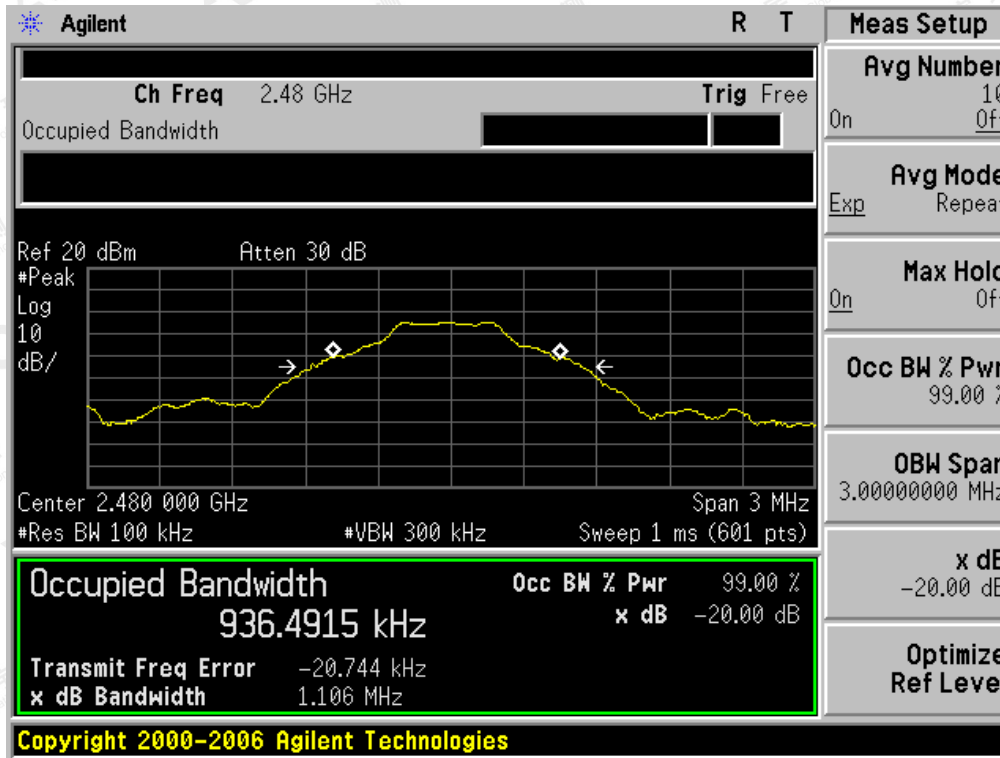 Agilent R T
Ch Freq 2.48 GHz Trig Free
Occupied Bandwidth
Ref 20 dBm Atten 30 dB
#Peak
Log
10
dB/
Center 2.480 000 GHz Span 3 MHz
#Res BW 100 kHz #VBW 300 kHz Sweep 1 ms (601 pts)
Occupied Bandwidth
936.4915 kHz
Occ BW % Pwr 99.00 %
x dB -20.00 dB
Transmit Freq Error -20.744 kHz
x dB Bandwidth 1.106 MHz
Copyright 2000-2006 Agilent Technologies
Meas Setup
Avg Number
10
On Off
Avg Mode
Exp Repeat
Max Hold
On Off
Occ BW % Pwr
99.00 %
OBW Span
3.00000000 MHz
x dB
-20.00 dB
Optimize
Ref Level